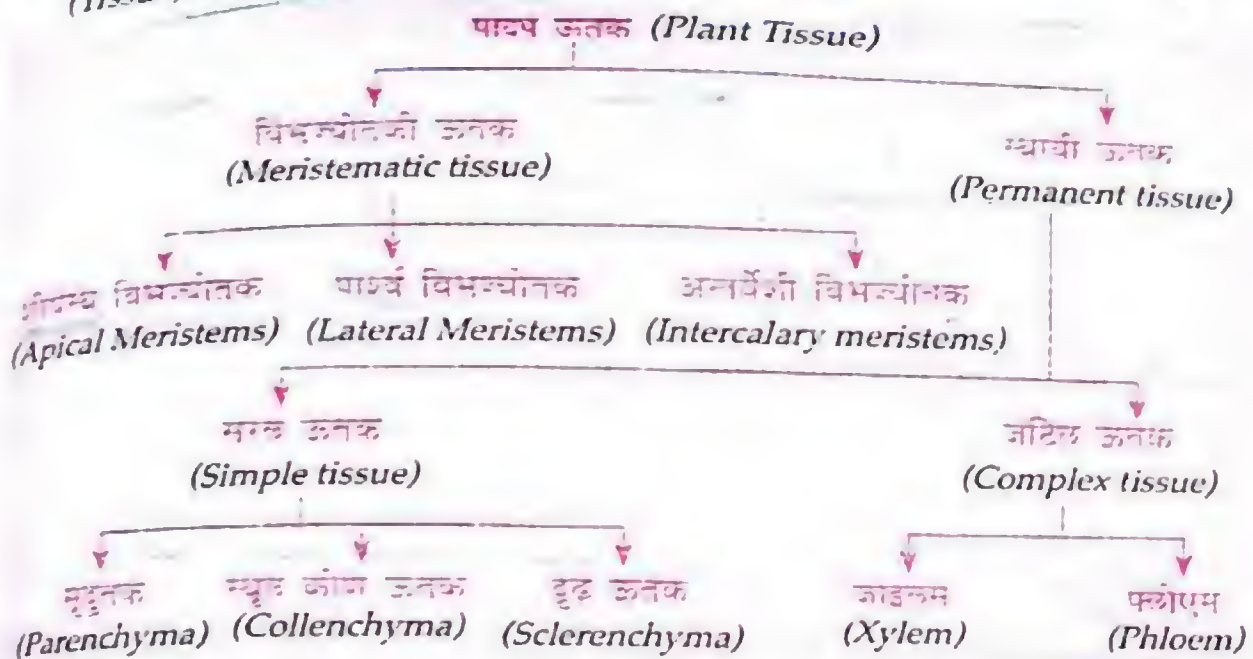 पादप ऊतक (Plant Tissue)
विभज्योतकी ऊतक
(Meristematic tissue)
स्थायी ऊतक
(Permanent tissue)
शीर्षस्थ विभज्योतक पार्श्व विभज्योतक अन्तर्वेशी विभज्योतक
(Apical Meristems) (Lateral Meristems) (Intercalary meristems)
सरल ऊतक जटिल ऊतक
(Simple tissue) (Complex tissue)
मृदुतक स्थूल कोण ऊतक दृढ़ ऊतक जाइलम फ्लोएम
(Parenchyma) (Collenchyma) (Sclerenchyma) (Xylem) (Phloem)